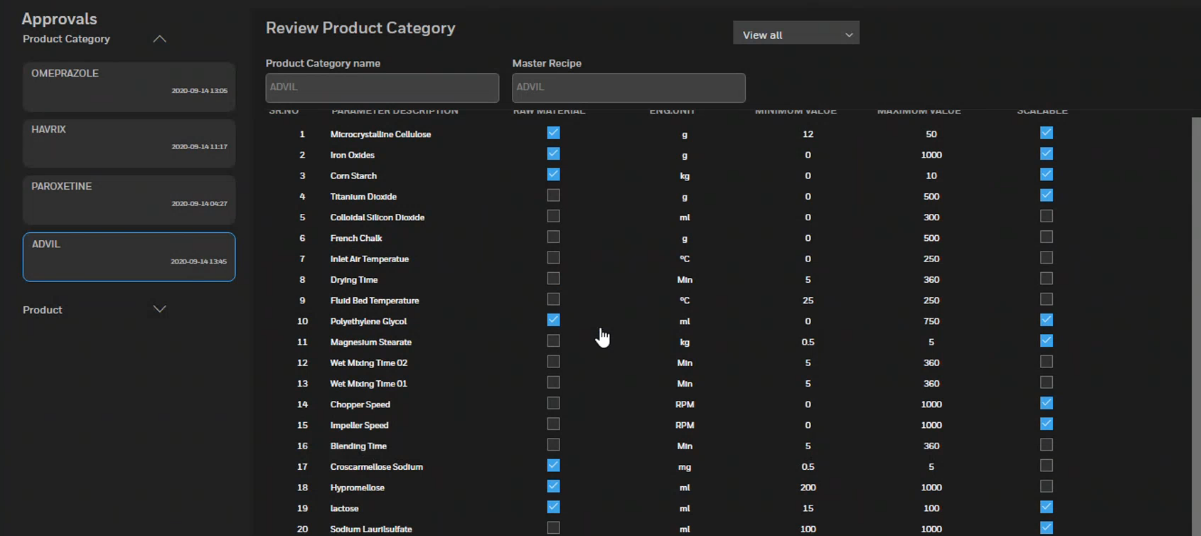 Approvals
Product Category
OMEPRAZOLE
2020-09-14 13:05
HAVRIX
2020-09-14 11:17
PAROXETINE
2020-09-14 04:27
ADVIL
2020-09-14 13:45
Product
Review Product Category
View all
Product Category name
Master Recipe
ADVIL
ADVIL
SR.NO PARAMETER DESCRIPTION RAW MATERIAL ENG.UNIT MINIMUM VALUE MAXIMUM VALUE SCALABLE
1 Microcrystalline Cellulose g 12 50
2 Iron Oxides g 0 1000
3 Corn Starch kg 0 10
4 Titanium Dioxide g 0 500
5 Colloidal Silicon Dioxide ml 0 300
6 French Chalk g 0 500
7 Inlet Air Temperatue °C 0 250
8 Drying Time Min 5 360
9 Fluid Bed Temperature °C 25 250
10 Polyethylene Glycol ml 0 750
11 Magnesium Stearate kg 0.5 5
12 Wet Mixing Time 02 Min 5 360
13 Wet Mixing Time 01 Min 5 360
14 Chopper Speed RPM 0 1000
15 Impeller Speed RPM 0 1000
16 Blending Time Min 5 360
17 Croscarmellose Sodium mg 0.5 5
18 Hypromellose ml 200 1000
19 lactose ml 15 100
20 Sodium Laurilsulfate ml 100 1000